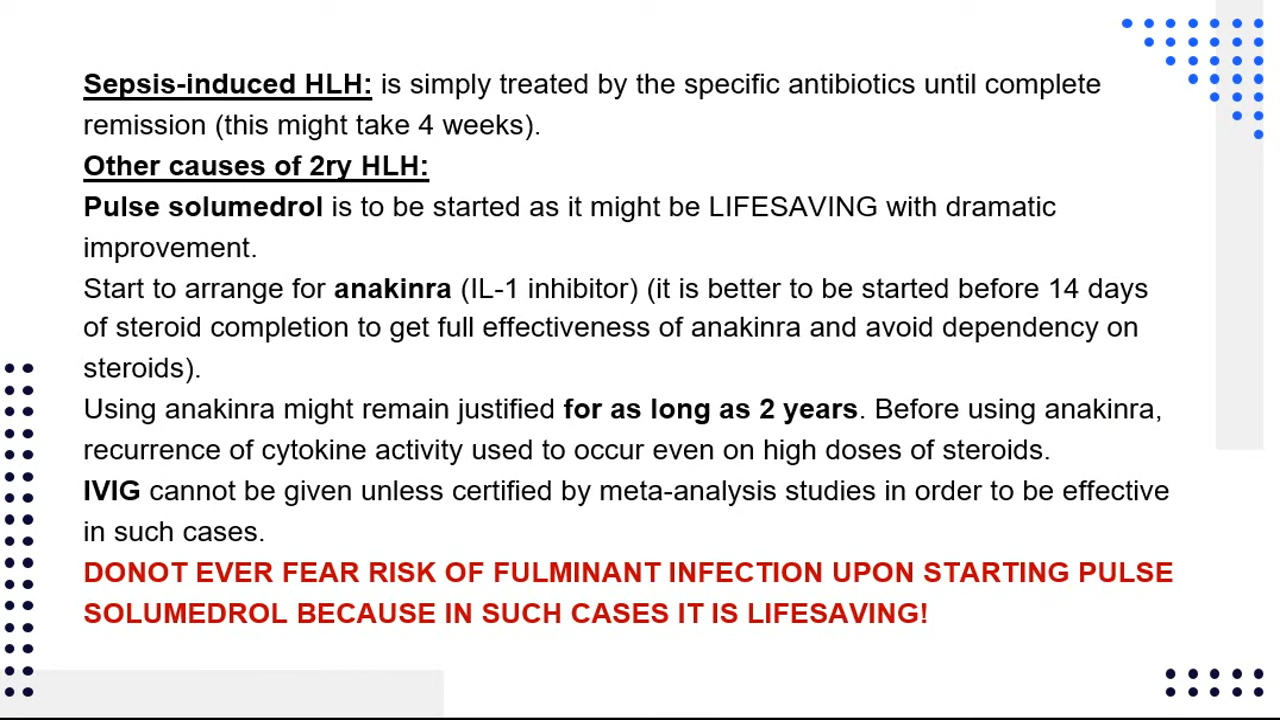 Sepsis-induced HLH: is simply treated by the specific antibiotics until complete
remission (this might take 4 weeks).
Other causes of 2ry HLH:
Pulse solumedrol is to be started as it might be LIFESAVING with dramatic
improvement.
Start to arrange for anakinra (IL-1 inhibitor) (it is better to be started before 14 days
of steroid completion to get full effectiveness of anakinra and avoid dependency on
steroids).
Using anakinra might remain justified for as long as 2 years. Before using anakinra,
recurrence of cytokine activity used to occur even on high doses of steroids.
IVIG cannot be given unless certified by meta-analysis studies in order to be effective
in such cases.
DONOT EVER FEAR RISK OF FULMINANT INFECTION UPON STARTING PULSE
SOLUMEDROL BECAUSE IN SUCH CASES IT IS LIFESAVING!